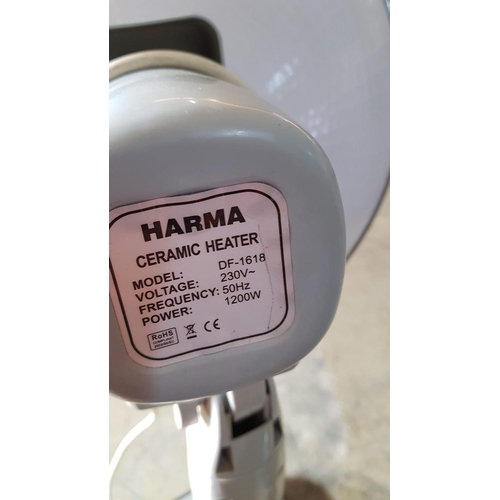 HARMA
CERAMIC HEATER
MODEL: DF-1618
VOLTAGE: 230V~
FREQUENCY: 50Hz
POWER: 1200W
RoHS
CE